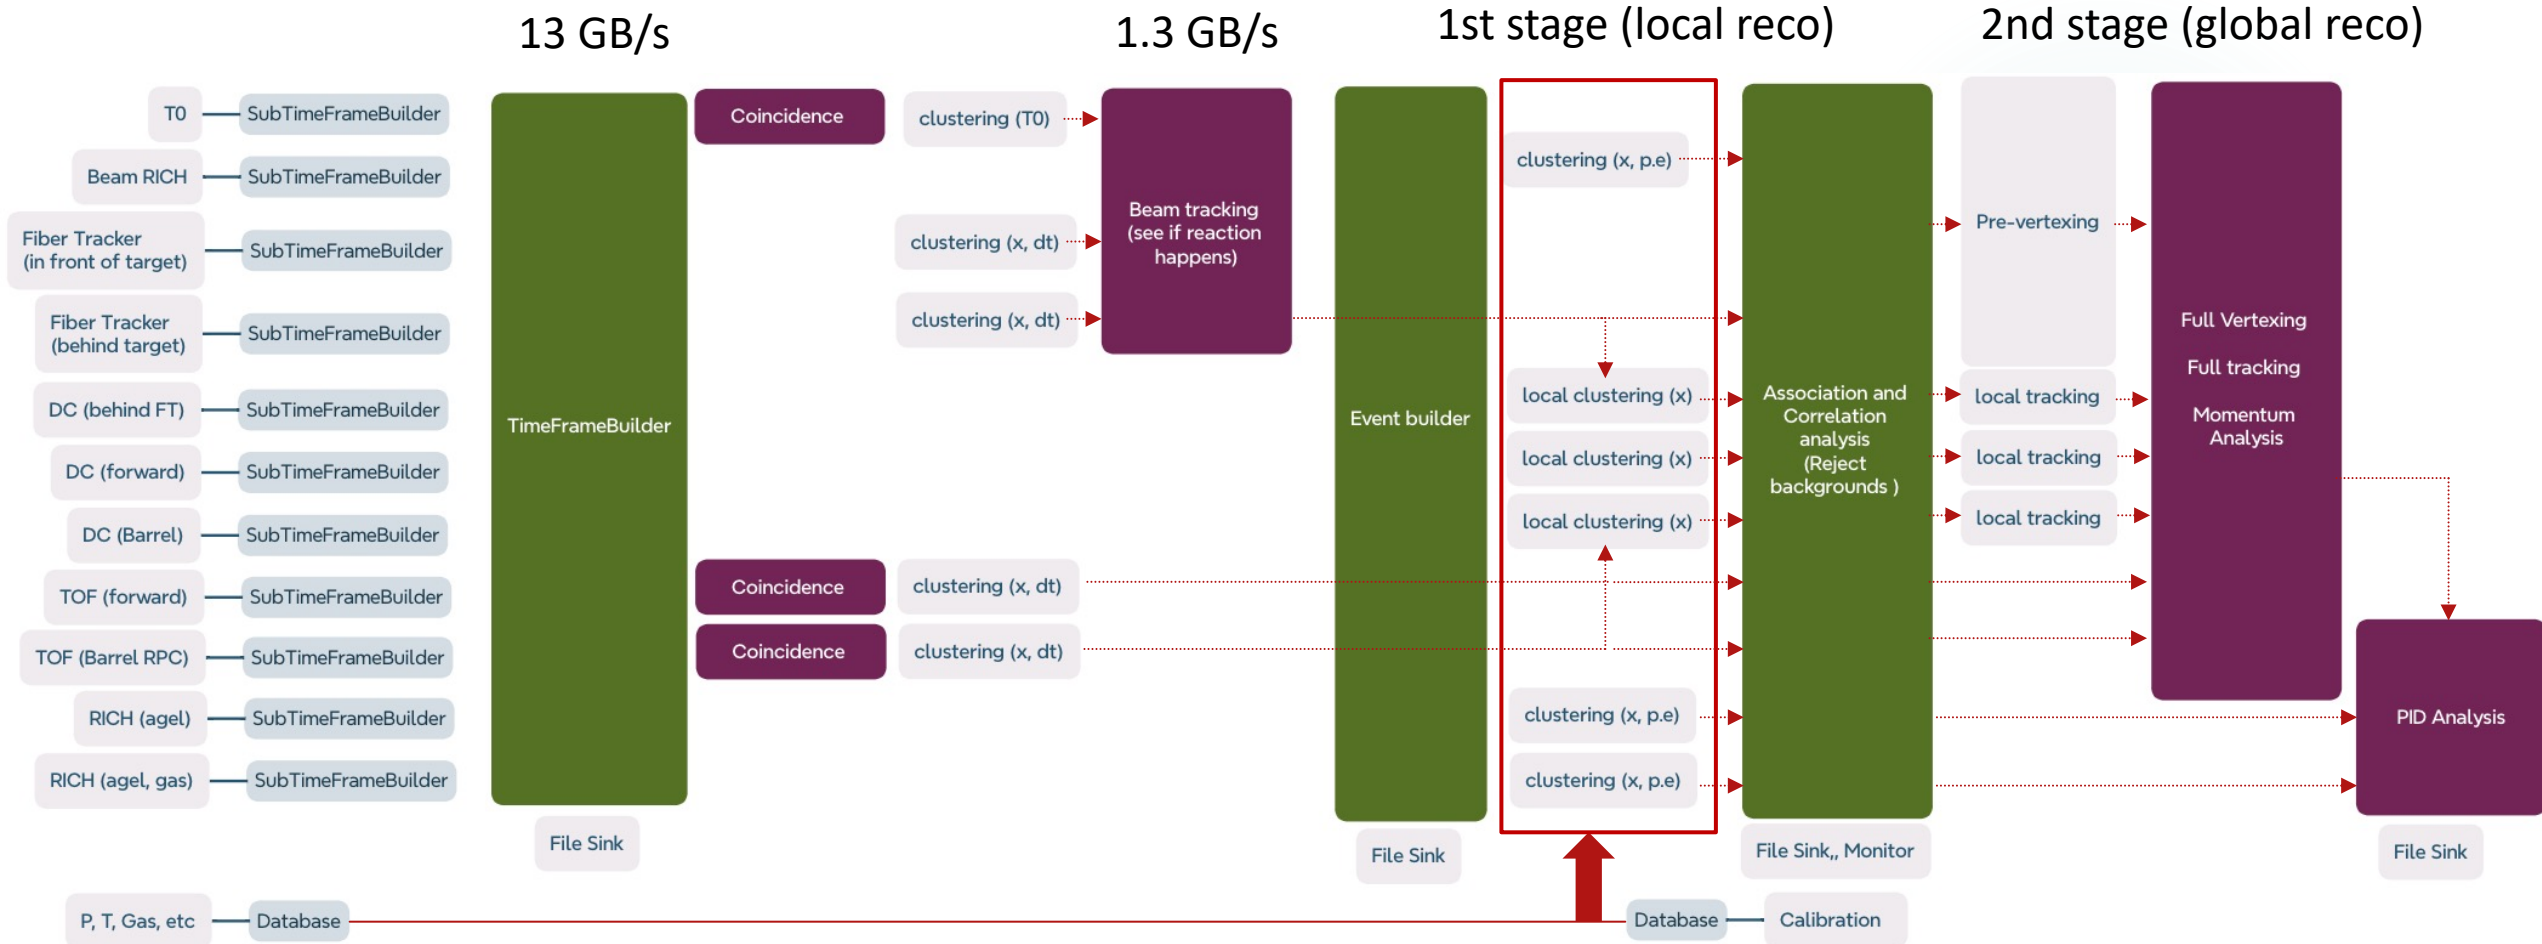 13 GB/s
1.3 GB/s
1st stage (local reco)
2nd stage (global reco)
T0
SubTimeFrameBuilder
Beam RICH
SubTimeFrameBuilder
Fiber Tracker
(in front of target)
SubTimeFrameBuilder
Fiber Tracker
(behind target)
SubTimeFrameBuilder
DC (behind FT)
SubTimeFrameBuilder
DC (forward)
SubTimeFrameBuilder
DC (Barrel)
SubTimeFrameBuilder
TOF (forward)
SubTimeFrameBuilder
TOF (Barrel RPC)
SubTimeFrameBuilder
RICH (agel)
SubTimeFrameBuilder
RICH (agel, gas)
SubTimeFrameBuilder
P, T, Gas, etc
Database
TimeFrameBuilder
File Sink
Coincidence
Coincidence
Coincidence
clustering (T0)
clustering (x, dt)
clustering (x, dt)
clustering (x, dt)
clustering (x, dt)
Beam tracking
(see if reaction
happens)
Event builder
File Sink
clustering (x, p.e)
local clustering (x)
local clustering (x)
local clustering (x)
clustering (x, p.e)
clustering (x, p.e)
Association and
Correlation
analysis
(Reject
backgrounds )
File Sink,, Monitor
Database
Calibration
Pre-vertexing
local tracking
local tracking
local tracking
Full Vertexing
Full tracking
Momentum
Analysis
PID Analysis
File Sink